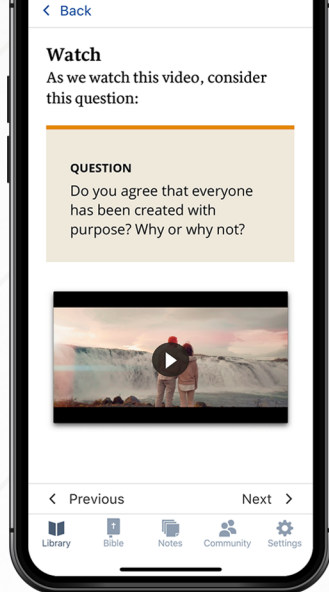 Back
Watch
As we watch this video, consider
this question:
QUESTION
Do you agree that everyone
has been created with
purpose? Why or why not?
Previous
Next
Library
Bible
Notes
Community
Settings